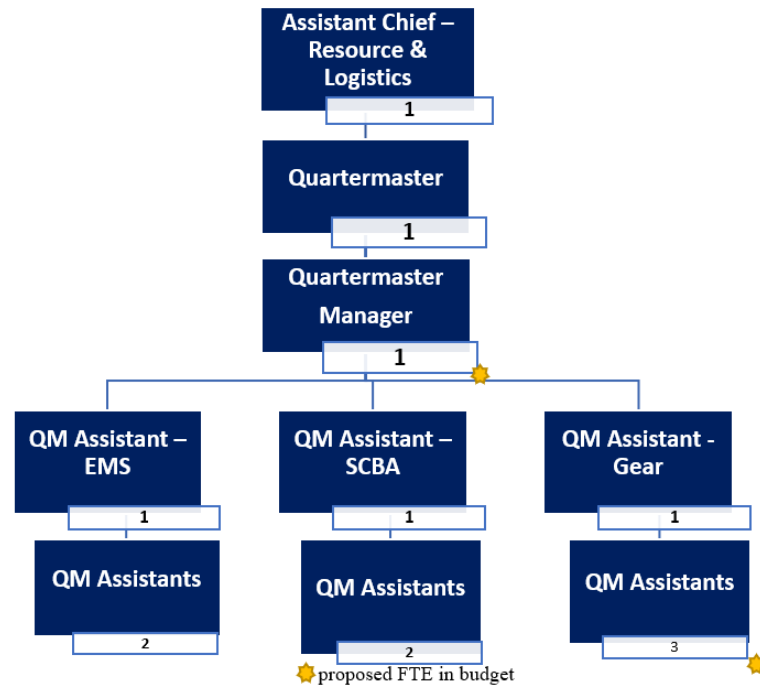 Assistant Chief –
Resource &
Logistics
1
Quartermaster
1
Quartermaster
Manager
1
QM Assistant –
EMS
1
QM Assistant –
SCBA
1
QM Assistant -
Gear
1
QM Assistants
2
QM Assistants
2
QM Assistants
3
proposed FTE in budget